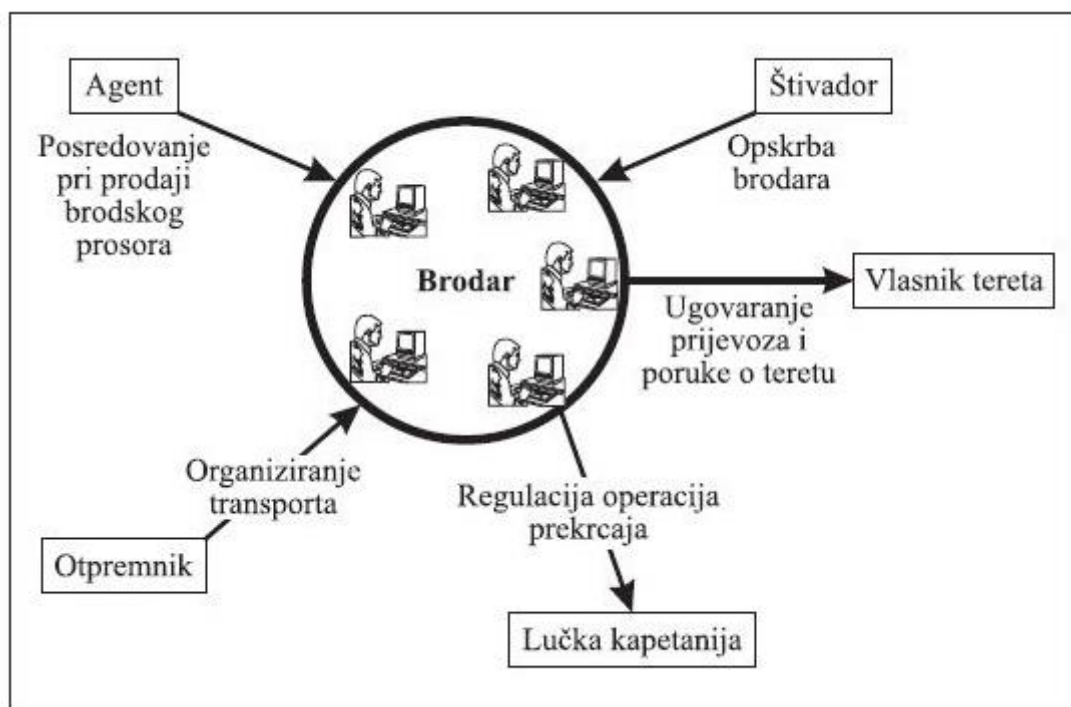 Agent
Štivador
Posredovanje
pri prodaji
brodskog
prosora
Opskrba
brodara
Brodar
Vlasnik tereta
Ugovaranje
prijevoza i
poruke o teretu
Organiziranje
transporta
Regulacija operacija
prekrcaja
Otpremnik
Lučka kapetanija